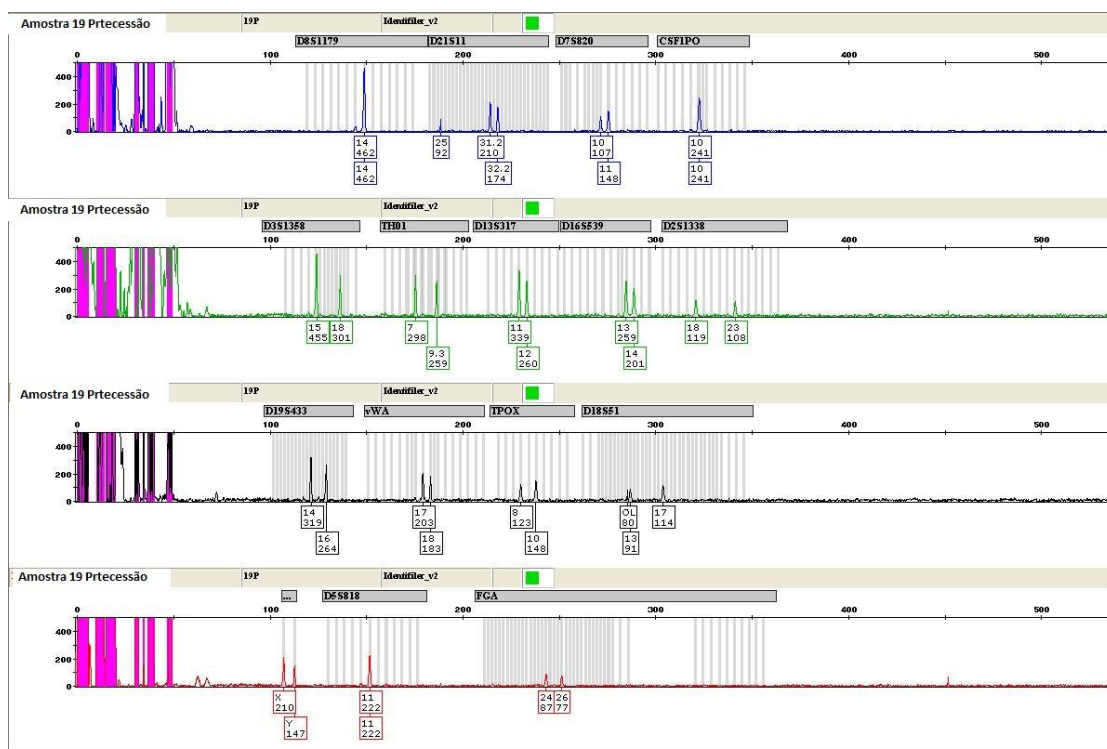 Amostra 19 Prtecessão 19P Identifiler_v2
D8S1179 D21S11 D7S820 CSF1PO
0 100 200 300 400 500
400
200
0
14 25 31.2 10 10
462 92 210 107 241
14 32.2 11 10
462 174 148 241
Amostra 19 Prtecessão 19P Identifiler_v2
D3S1358 TH01 D13S317 D16S539 D2S1338
0 100 200 300 400 500
400
200
0
15 18 7 11 13 18 23
455 301 298 339 259 119 108
9.3 12 14
259 260 201
Amostra 19 Prtecessão 19P Identifiler_v2
D19S433 vWA TPOX D18S51
0 100 200 300 400 500
400
200
0
14 17 8 OL 17
319 203 123 80 114
16 18 10 13
264 183 148 91
Amostra 19 Prtecessão 19P Identifiler_v2
... D5S818 FGA
0 100 200 300 400 500
400
200
0
X 11 24 26
210 222 87 77
Y 11
147 222